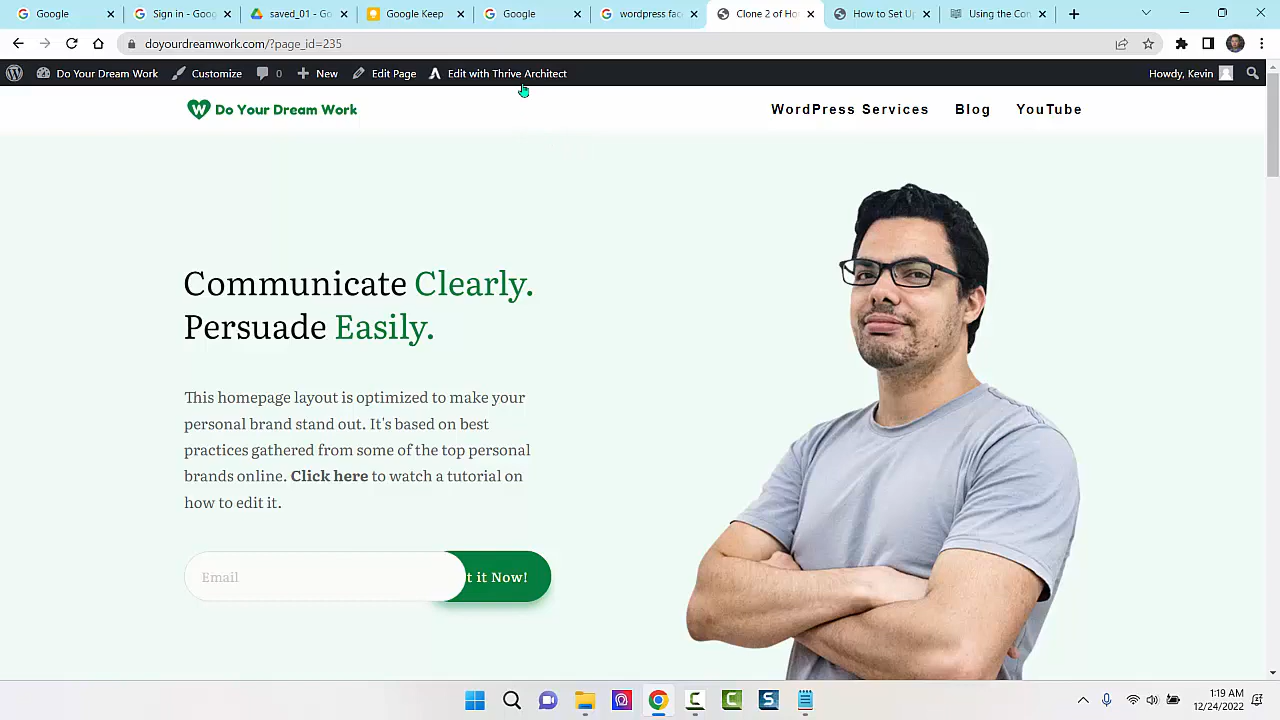 Google
Sign in - Goog
saved_01 - Goo
Google Keep
Google
wordpress fac
Clone 2 of Ho
How to Set Up
Using the Con
doyourdreamwork.com/?page_id=235
Do Your Dream Work
Customize
0
New
Edit Page
Edit with Thrive Architect
Howdy, Kevin
Do Your Dream Work
WordPress Services
Blog
YouTube
Communicate Clearly.
Persuade Easily.
This homepage layout is optimized to make your
personal brand stand out. It's based on best
practices gathered from some of the top personal
brands online. Click here to watch a tutorial on
how to edit it.
Email
t it Now!
1:19 AM
12/24/2022